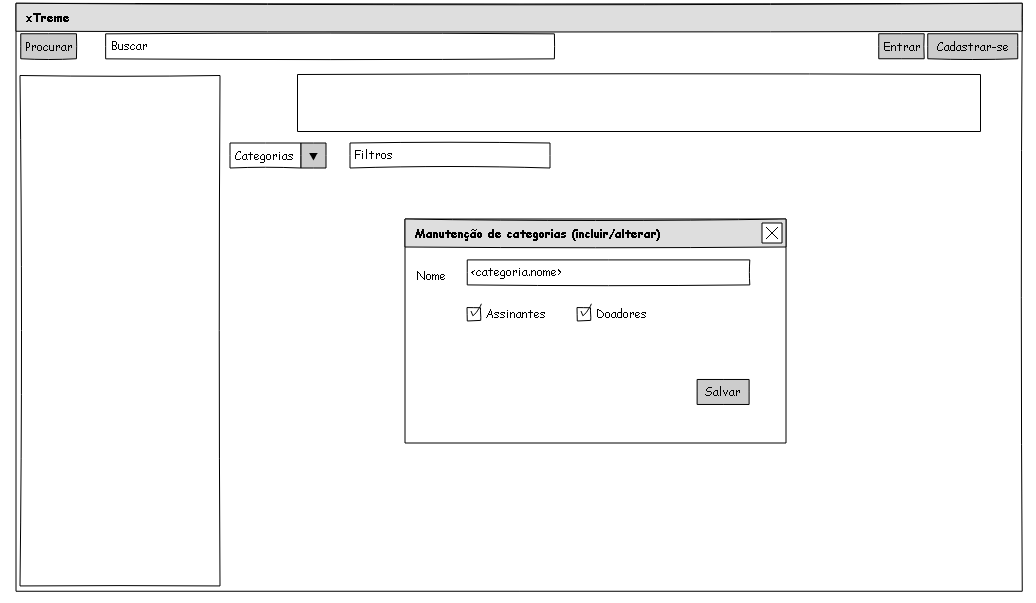 xTreme
Procurar
Buscar
Entrar
Cadastrar-se
Categorias
Filtros
Manutenção de categorias (incluir/alterar)
Nome
<categoria.nome>
Assinantes
Doadores
Salvar